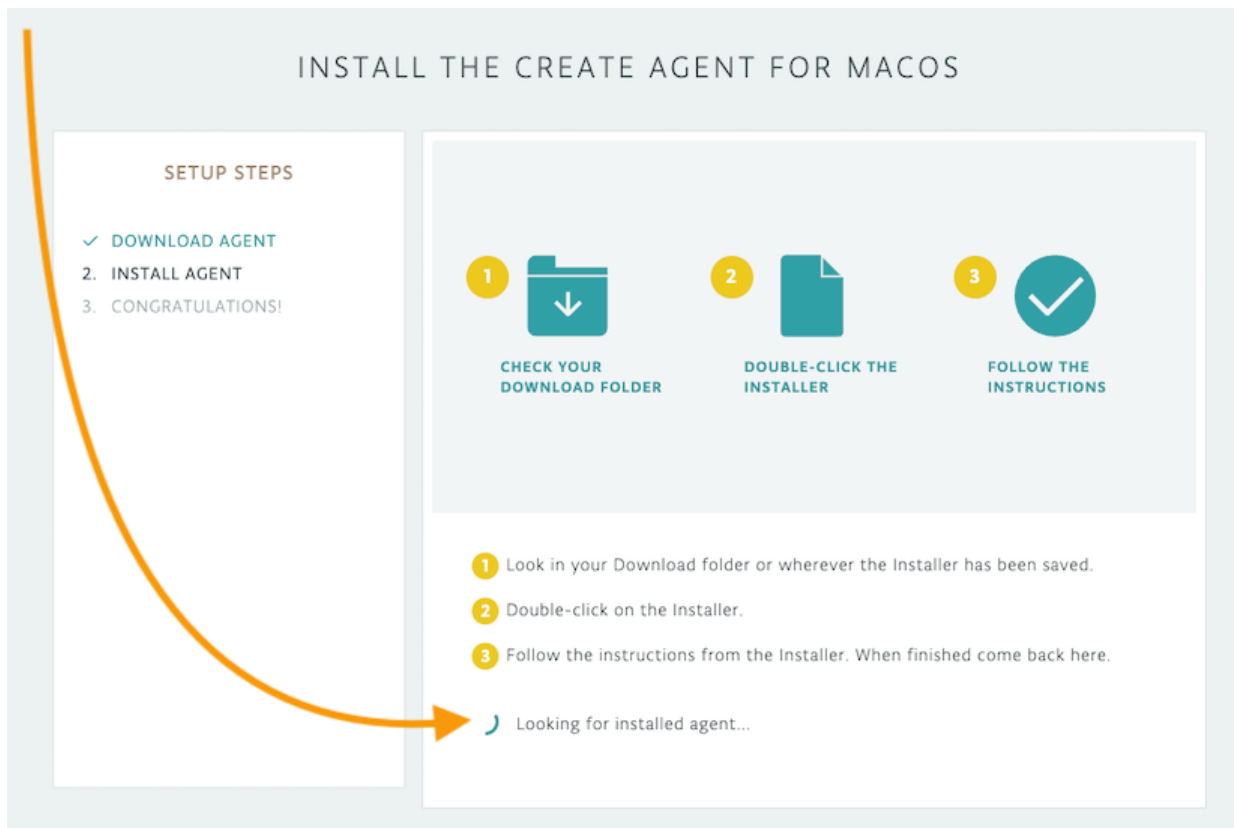 INSTALL THE CREATE AGENT FOR MACOS
SETUP STEPS
DOWNLOAD AGENT
2. INSTALL AGENT
3. CONGRATULATIONS!
1
CHECK YOUR
DOWNLOAD FOLDER
2
DOUBLE-CLICK THE
INSTALLER
3
FOLLOW THE
INSTRUCTIONS
1 Look in your Download folder or wherever the Installer has been saved.
2 Double-click on the Installer.
3 Follow the instructions from the Installer. When finished come back here.
Looking for installed agent...